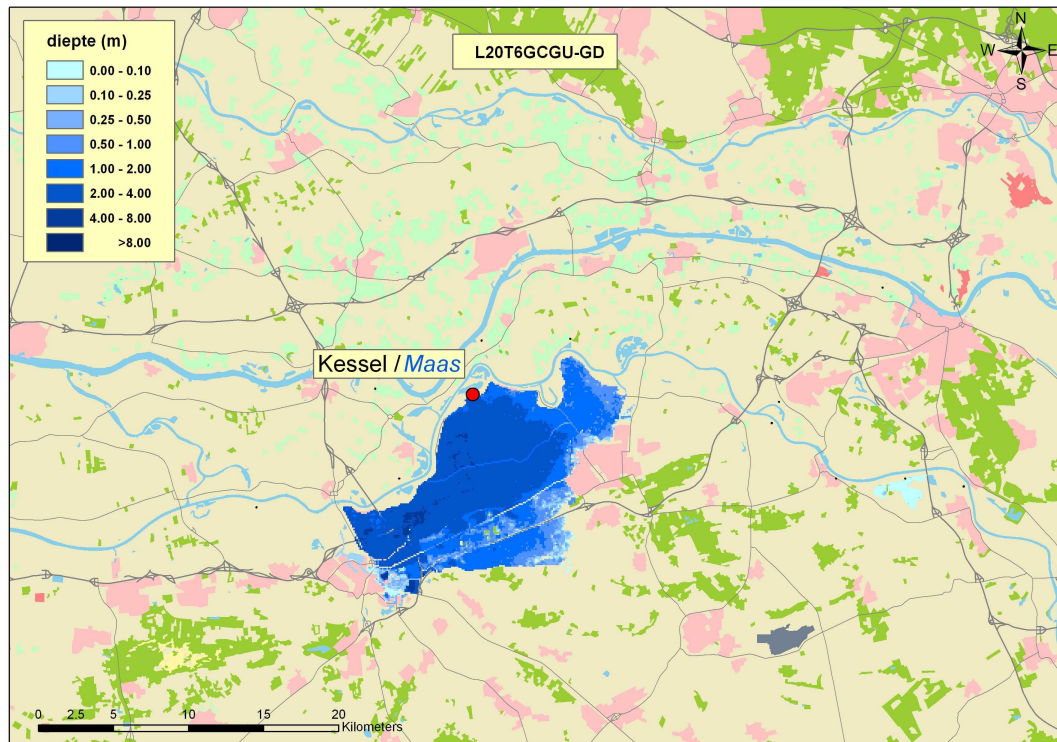 diepte (m)
0.00 - 0.10
0.10 - 0.25
0.25 - 0.50
0.50 - 1.00
1.00 - 2.00
2.00 - 4.00
4.00 - 8.00
>8.00
L20T6GCGU-GD
N
W E
S
Kessel / Maas
0 2.5 5 10 15 20
Kilometers